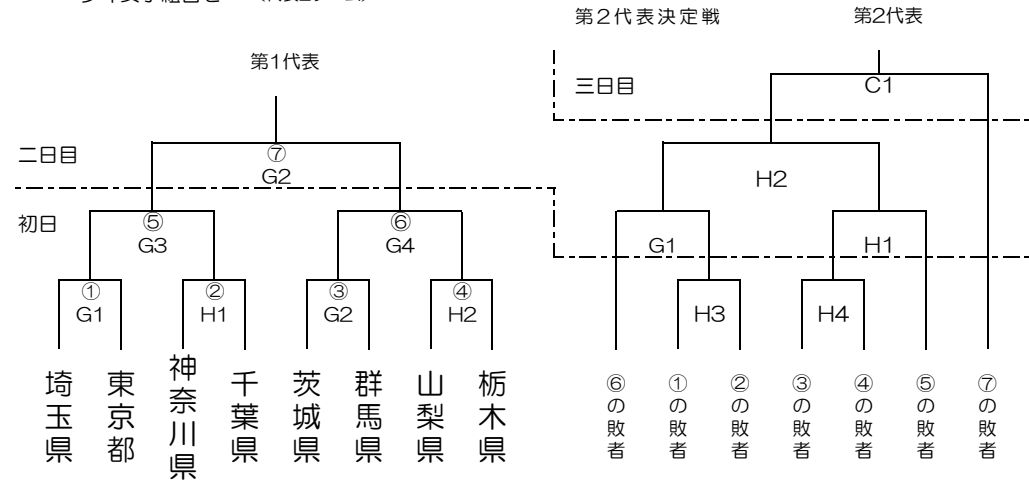 第2代表決定戦
第2代表
第1代表
三日目
C1
二日目
⑦
G2
H2
初日
⑤
G3
⑥
G4
G1
H1
①
G1
②
H1
③
G2
④
H2
H3
H4
埼玉県
東京都
神奈川県
千葉県
茨城県
群馬県
山梨県
栃木県
⑥の敗者
①の敗者
②の敗者
③の敗者
④の敗者
⑤の敗者
⑦の敗者